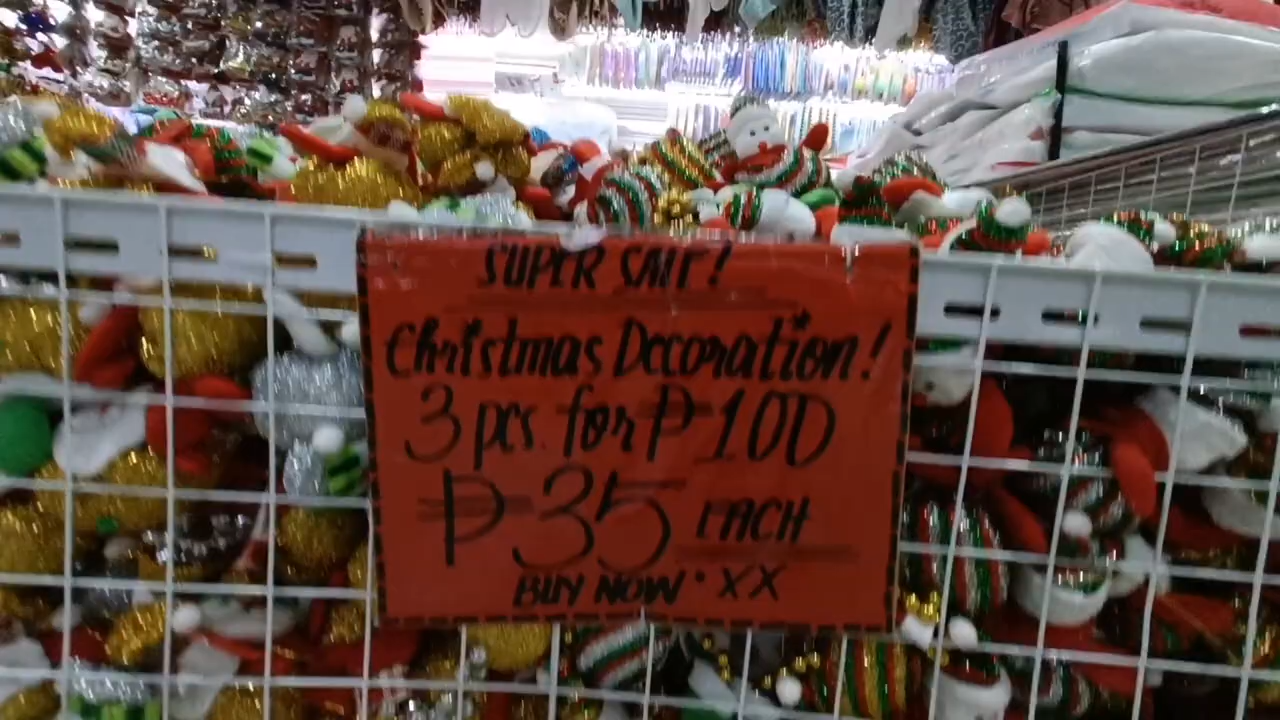 SUPER SALE!
Christmas Decoration!
3 pcs. for ₱100
₱35 EACH
BUY NOW • XX